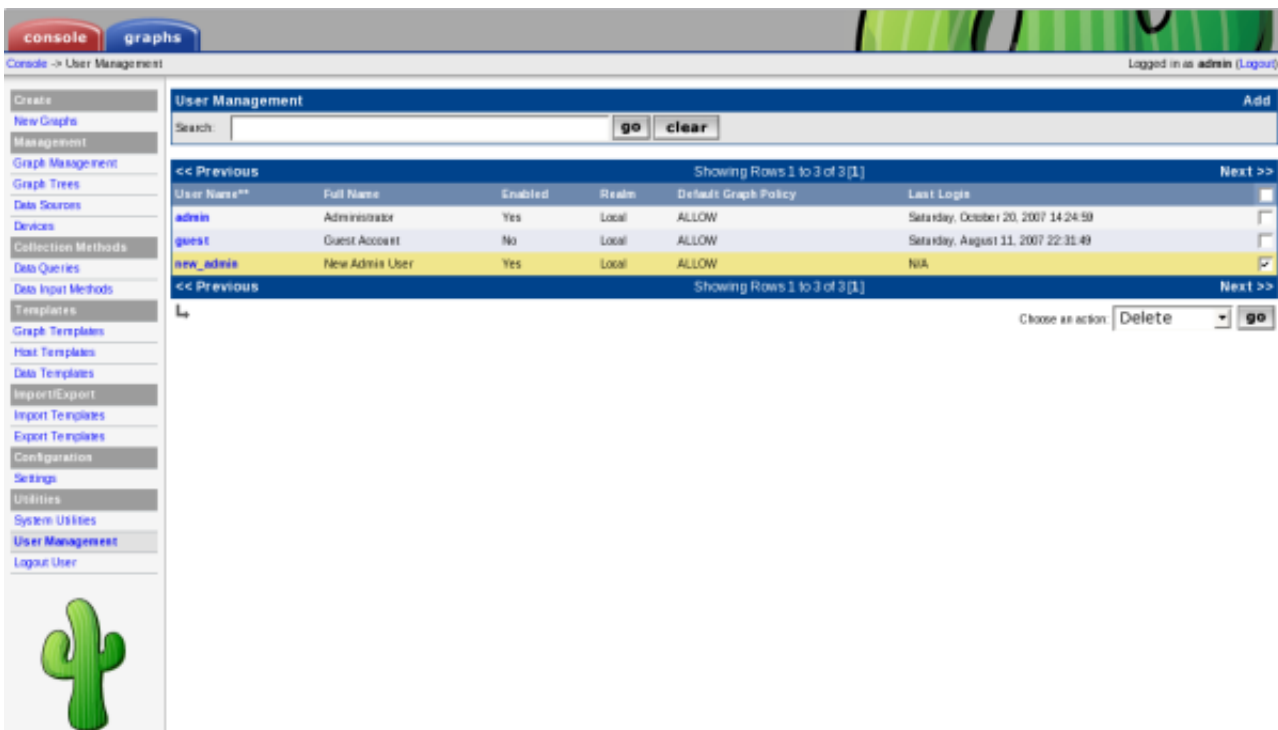 console graphs
Console -> User Management
Logged in as admin (Logout)
Create
New Graphs
Management
Graph Management
Graph Trees
Data Sources
Devices
Collection Methods
Data Queries
Data Input Methods
Templates
Graph Templates
Host Templates
Data Templates
Import/Export
Import Templates
Export Templates
Configuration
Settings
Utilities
System Utilities
User Management
Logout User
User Management Add
Search: go clear
<< Previous Showing Rows 1 to 3 of 3 [1] Next >>
User Name** Full Name Enabled Realm Default Graph Policy Last Login
admin Administrator Yes Local ALLOW Saturday, October 20, 2007 14:24:59
guest Guest Account No Local ALLOW Saturday, August 11, 2007 22:31:49
new_admin New Admin User Yes Local ALLOW N/A
<< Previous Showing Rows 1 to 3 of 3 [1] Next >>
Choose an action: Delete go